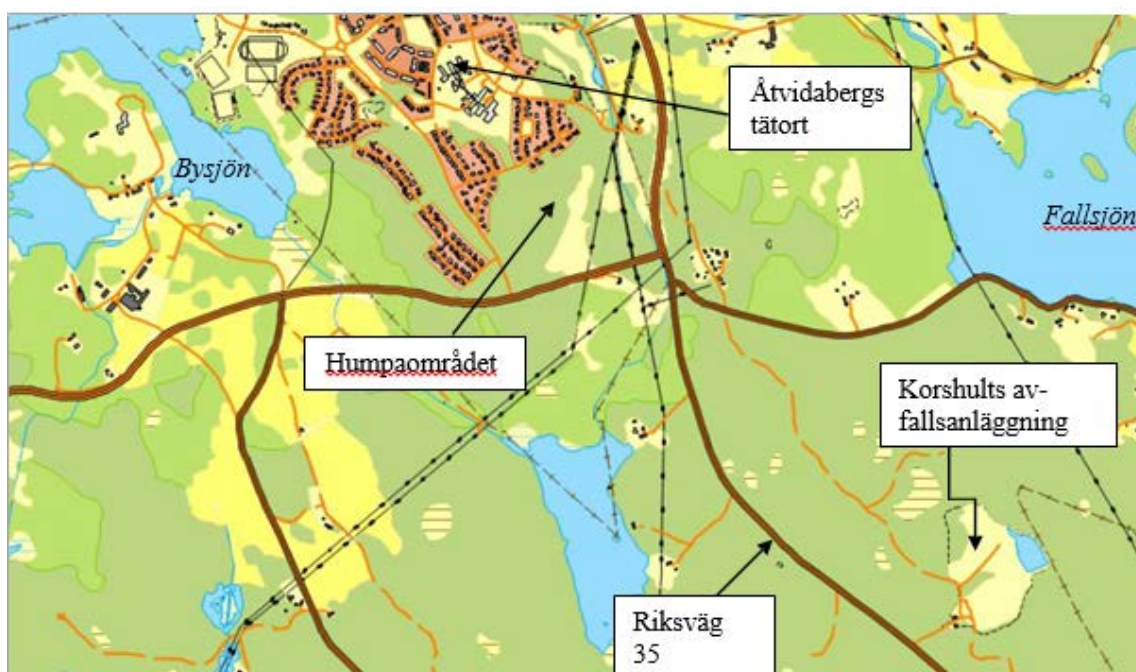 Åtvidabergs
tätort
Bysjön
Fallsjön
Humpaområdet
Korshults av-
fallsanläggning
Riksväg
35